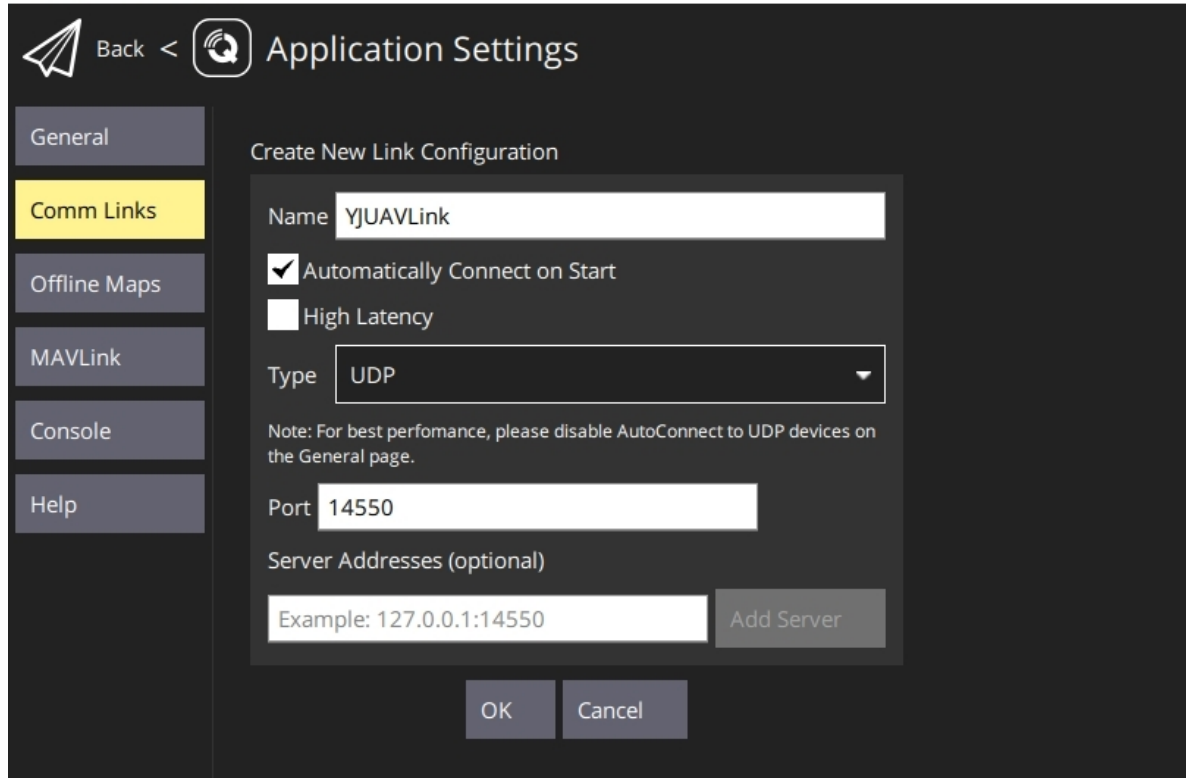 Back < Application Settings
General
Comm Links
Offline Maps
MAVLink
Console
Help
Create New Link Configuration
Name YJUAVLink
Automatically Connect on Start
High Latency
Type UDP
Note: For best perfomance, please disable AutoConnect to UDP devices on
the General page.
Port 14550
Server Addresses (optional)
Example: 127.0.0.1:14550 Add Server
OK Cancel